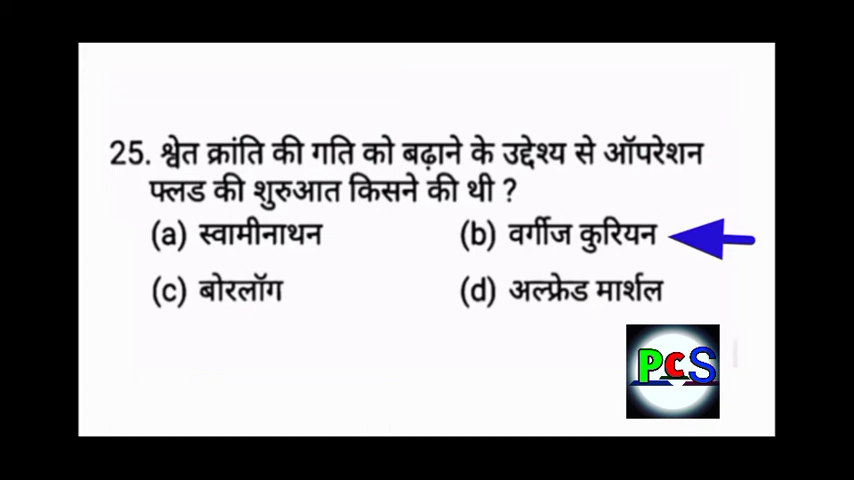 25. श्वेत क्रांति की गति को बढ़ाने के उद्देश्य से ऑपरेशन
फ्लड की शुरुआत किसने की थी ?
(a) स्वामीनाथन (b) वर्गीज कुरियन
(c) बोरलॉग (d) अल्फ्रेड मार्शल
PCS